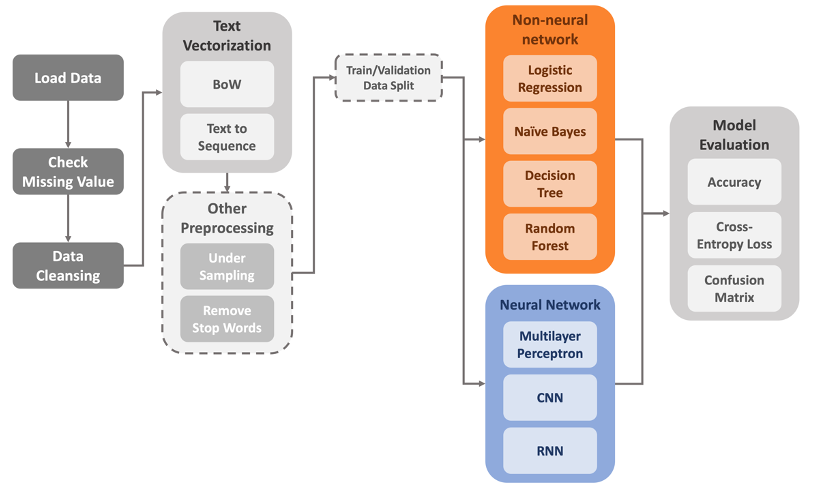 Load Data
Check
Missing Value
Data
Cleansing
Text
Vectorization
BoW
Text to
Sequence
Other
Preprocessing
Under
Sampling
Remove
Stop Words
Train/Validation
Data Split
Non-neural
network
Logistic
Regression
Naïve Bayes
Decision
Tree
Random
Forest
Neural Network
Multilayer
Perceptron
CNN
RNN
Model
Evaluation
Accuracy
Cross-
Entropy Loss
Confusion
Matrix